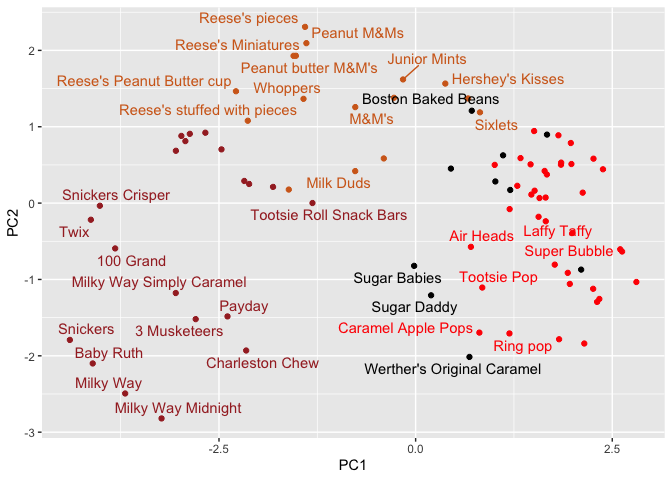 Reese's pieces
Peanut M&M's
Reese's Miniatures
Junior Mints
Peanut butter M&M's
Reese's Peanut Butter cup
Hershey's Kisses
Whoppers
Boston Baked Beans
Reese's stuffed with pieces
M&M's
Sixlets
Milk Duds
Snickers Crisper
Tootsie Roll Snack Bars
Twix
Laffy Taffy
Air Heads
Super Bubble
100 Grand
Milky Way Simply Caramel
Sugar Babies
Tootsie Pop
Payday
Sugar Daddy
Snickers
3 Musketeers
Caramel Apple Pops
Ring pop
Baby Ruth
Charleston Chew
Werther's Original Caramel
Milky Way
Milky Way Midnight
2
1
0
-1
-2
-3
PC2
-2.5
0.0
2.5
PC1